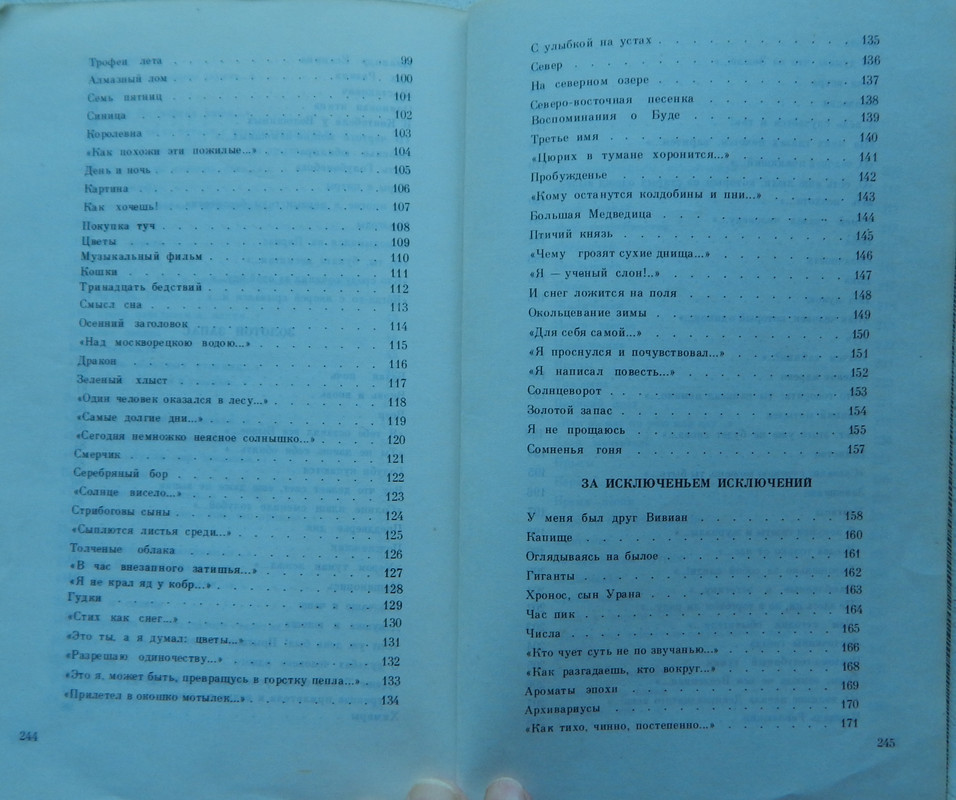 Трофеи лета . . . 99
Алмазный лом . . . 100
Семь пятниц . . . 101
Синица . . . 102
Королевна . . . 103
«Как похожи эти пожилые...» . . . 104
День и ночь . . . 105
Картина . . . 106
Как хочешь! . . . 107
Покупка туч . . . 108
Цветы . . . 109
Музыкальный фильм . . . 110
Кошки . . . 111
Тринадцать бедствий . . . 112
Смысл сна . . . 113
Осенний заголовок . . . 114
«Над москворецкою водою...» . . . 115
Дракон . . . 116
Зеленый хлыст . . . 117
«Один человек оказался в лесу...» . . . 118
«Самые долгие дни...» . . . 119
«Сегодня немножко неясное солнышко...» . . . 120
Смерчик . . . 121
Серебряный бор . . . 122
«Солнце висело...» . . . 123
Стрибоговы сыны . . . 124
«Сыплются листья среди...» . . . 125
Толченые облака . . . 126
«В час внезапного затишья...» . . . 127
«Я не крал яд у кобр...» . . . 128
Гудки . . . 129
«Стих как снег...» . . . 130
«Это ты, а я думал: цветы...» . . . 131
«Разрешаю одиночеству...» . . . 132
«Это я, может быть, превращусь в горстку пепла...» . 133
«Прилетел в окошко мотылек...» . . . 134
244
С улыбкой на устах . . . 135
Север . . . 136
На северном озере . . . 137
Северо-восточная песенка . . . 138
Воспоминания о Буде . . . 139
Третье имя . . . 140
«Цюрих в тумане хоронится...» . . . 141
Пробужденье . . . 142
«Кому останутся колдобины и пни...» . . . 143
Большая Медведица . . . 144
Птичий князь . . . 145
«Чему грозят сухие днища...» . . . 146
«Я — ученый слон!..» . . . 147
И снег ложится на поля . . . 148
Окольцевание зимы . . . 149
«Для себя самой...» . . . 150
«Я проснулся и почувствовал...» . . . 151
«Я написал повесть...» . . . 152
Солнцеворот . . . 153
Золотой запас . . . 154
Я не прощаюсь . . . 155
Сомненья гоня . . . 157
ЗА ИСКЛЮЧЕНЬЕМ ИСКЛЮЧЕНИЙ
У меня был друг Вивиан . . . 158
Капище . . . 160
Оглядываясь на былое . . . 161
Гиганты . . . 162
Хронос, сын Урана . . . 163
Час пик . . . 164
Числа . . . 165
«Кто чует суть не по звучанью...» . . . 166
«Как разгадаешь, кто вокруг...» . . . 168
Ароматы эпохи . . . 169
Архивариусы . . . 170
«Как тихо, чинно, постепенно...» . . . 171
245